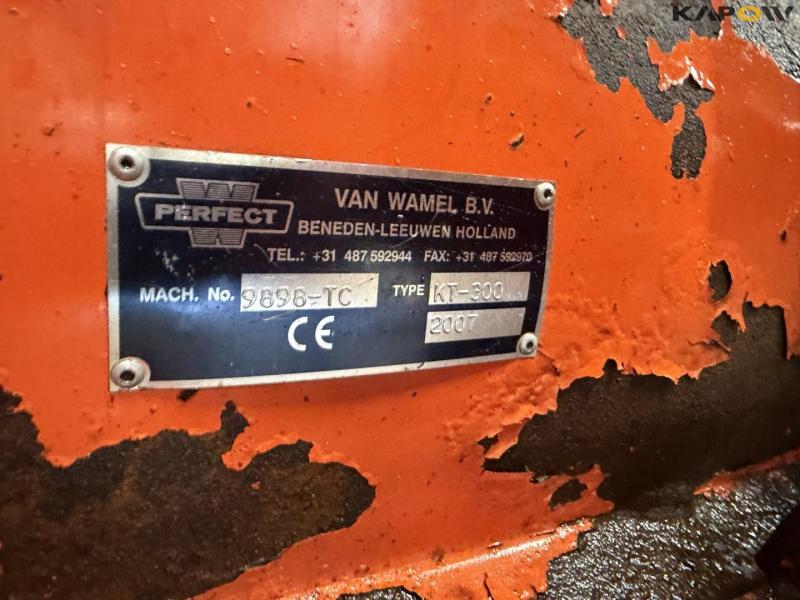 KAPOW
W
PERFECT
W
VAN WAMEL B.V.
BENEDEN-LEEUWEN HOLLAND
TEL.: +31 487 592944 FAX: +31 487 592970
MACH. No. 9898-TC TYPE KT-300
CE 2007